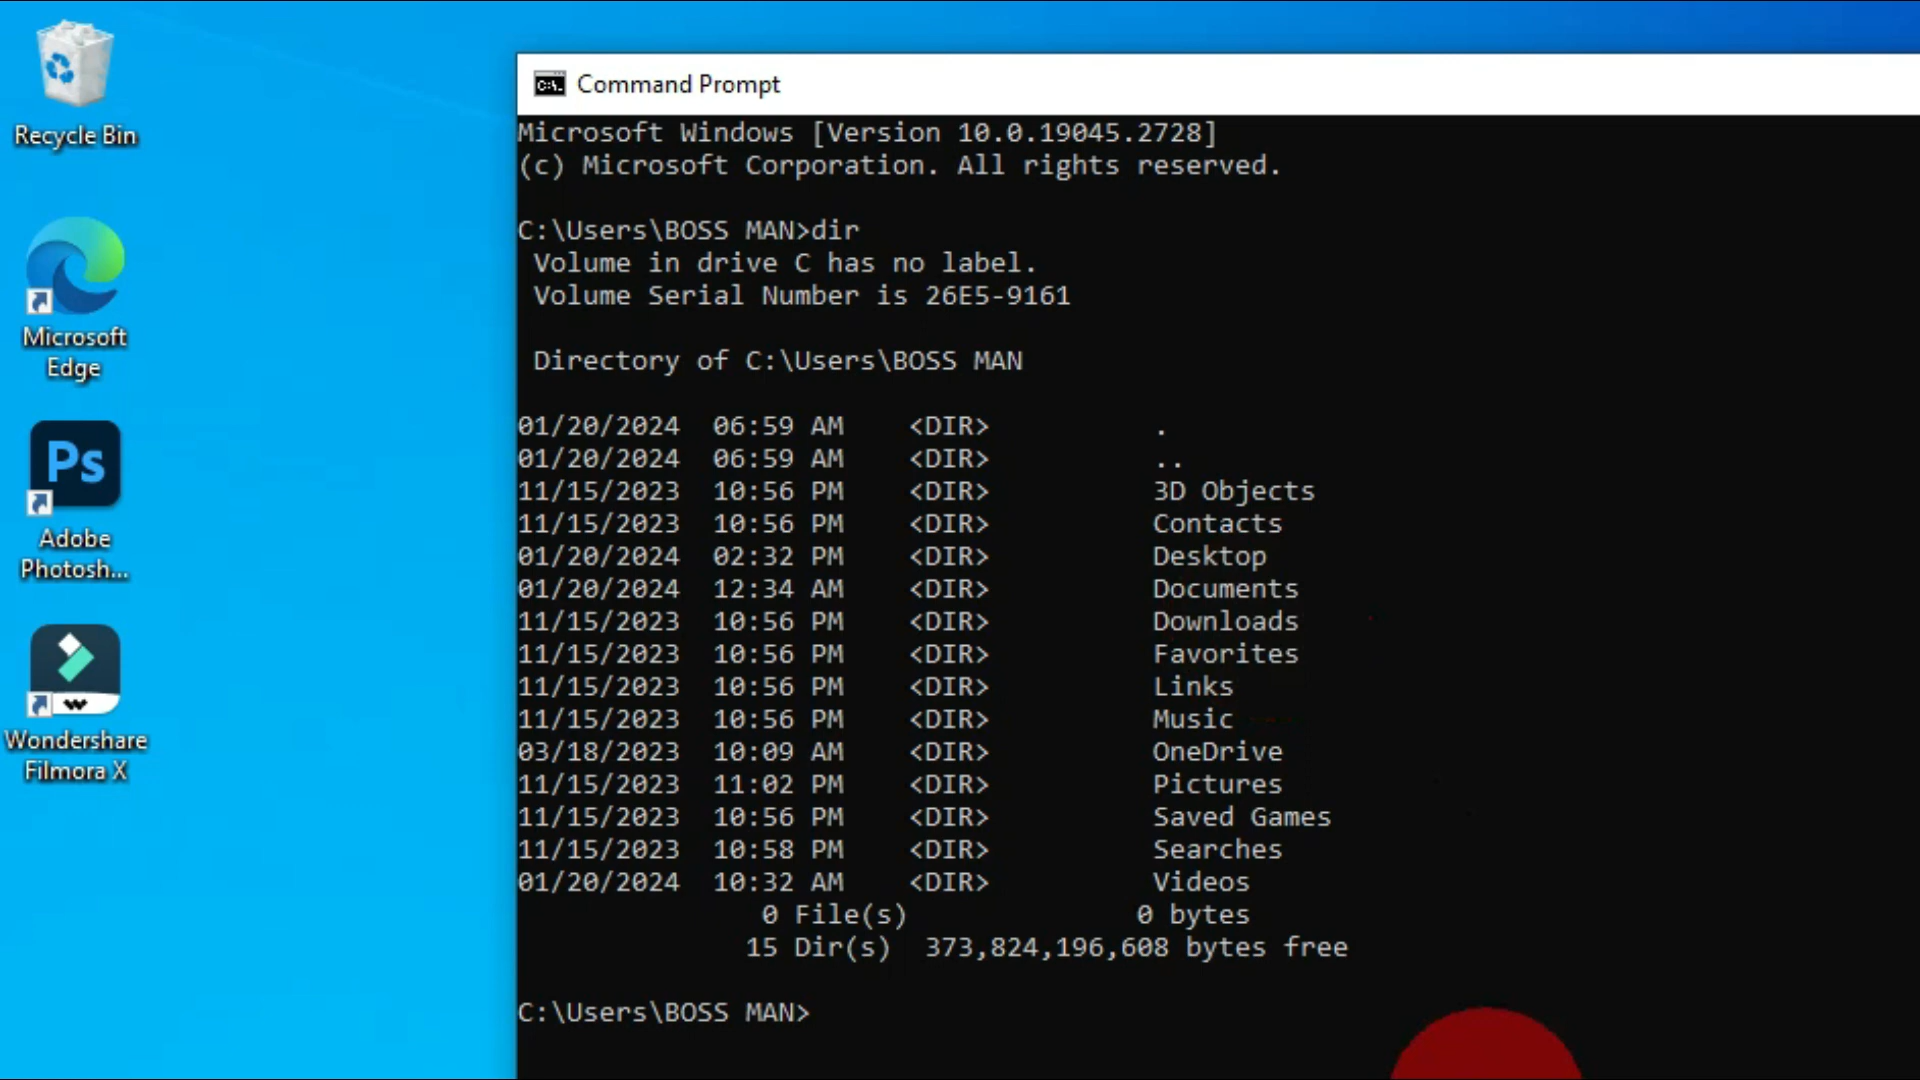 Recycle Bin
Microsoft
Edge
Ps
Adobe
Photosh...
Wondershare
Filmora X
C:\. Command Prompt
Microsoft Windows [Version 10.0.19045.2728]
(c) Microsoft Corporation. All rights reserved.
C:\Users\BOSS MAN>dir
Volume in drive C has no label.
Volume Serial Number is 26E5-9161
Directory of C:\Users\BOSS MAN
01/20/2024 06:59 AM <DIR> .
01/20/2024 06:59 AM <DIR> ..
11/15/2023 10:56 PM <DIR> 3D Objects
11/15/2023 10:56 PM <DIR> Contacts
01/20/2024 02:32 PM <DIR> Desktop
01/20/2024 12:34 AM <DIR> Documents
11/15/2023 10:56 PM <DIR> Downloads
11/15/2023 10:56 PM <DIR> Favorites
11/15/2023 10:56 PM <DIR> Links
11/15/2023 10:56 PM <DIR> Music
03/18/2023 10:09 AM <DIR> OneDrive
11/15/2023 11:02 PM <DIR> Pictures
11/15/2023 10:56 PM <DIR> Saved Games
11/15/2023 10:58 PM <DIR> Searches
01/20/2024 10:32 AM <DIR> Videos
0 File(s) 0 bytes
15 Dir(s) 373,824,196,608 bytes free
C:\Users\BOSS MAN>